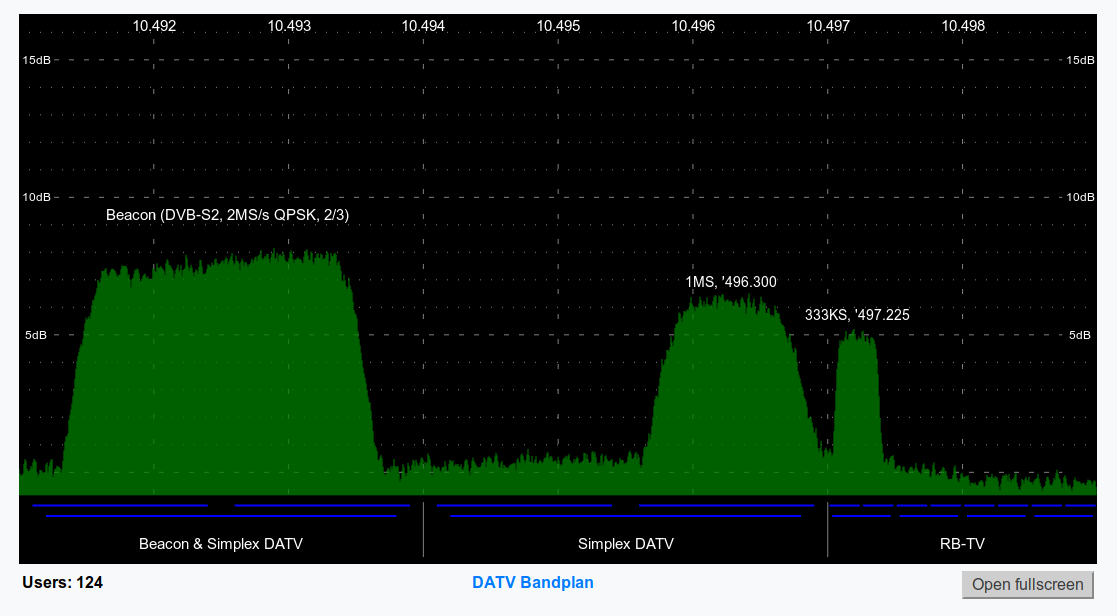 10.492 10.493 10.494 10.495 10.496 10.497 10.498
15dB 15dB
10dB 10dB
Beacon (DVB-S2, 2MS/s QPSK, 2/3)
1MS, '496.300
333KS, '497.225
5dB 5dB
Beacon & Simplex DATV Simplex DATV RB-TV
Users: 124 DATV Bandplan Open fullscreen